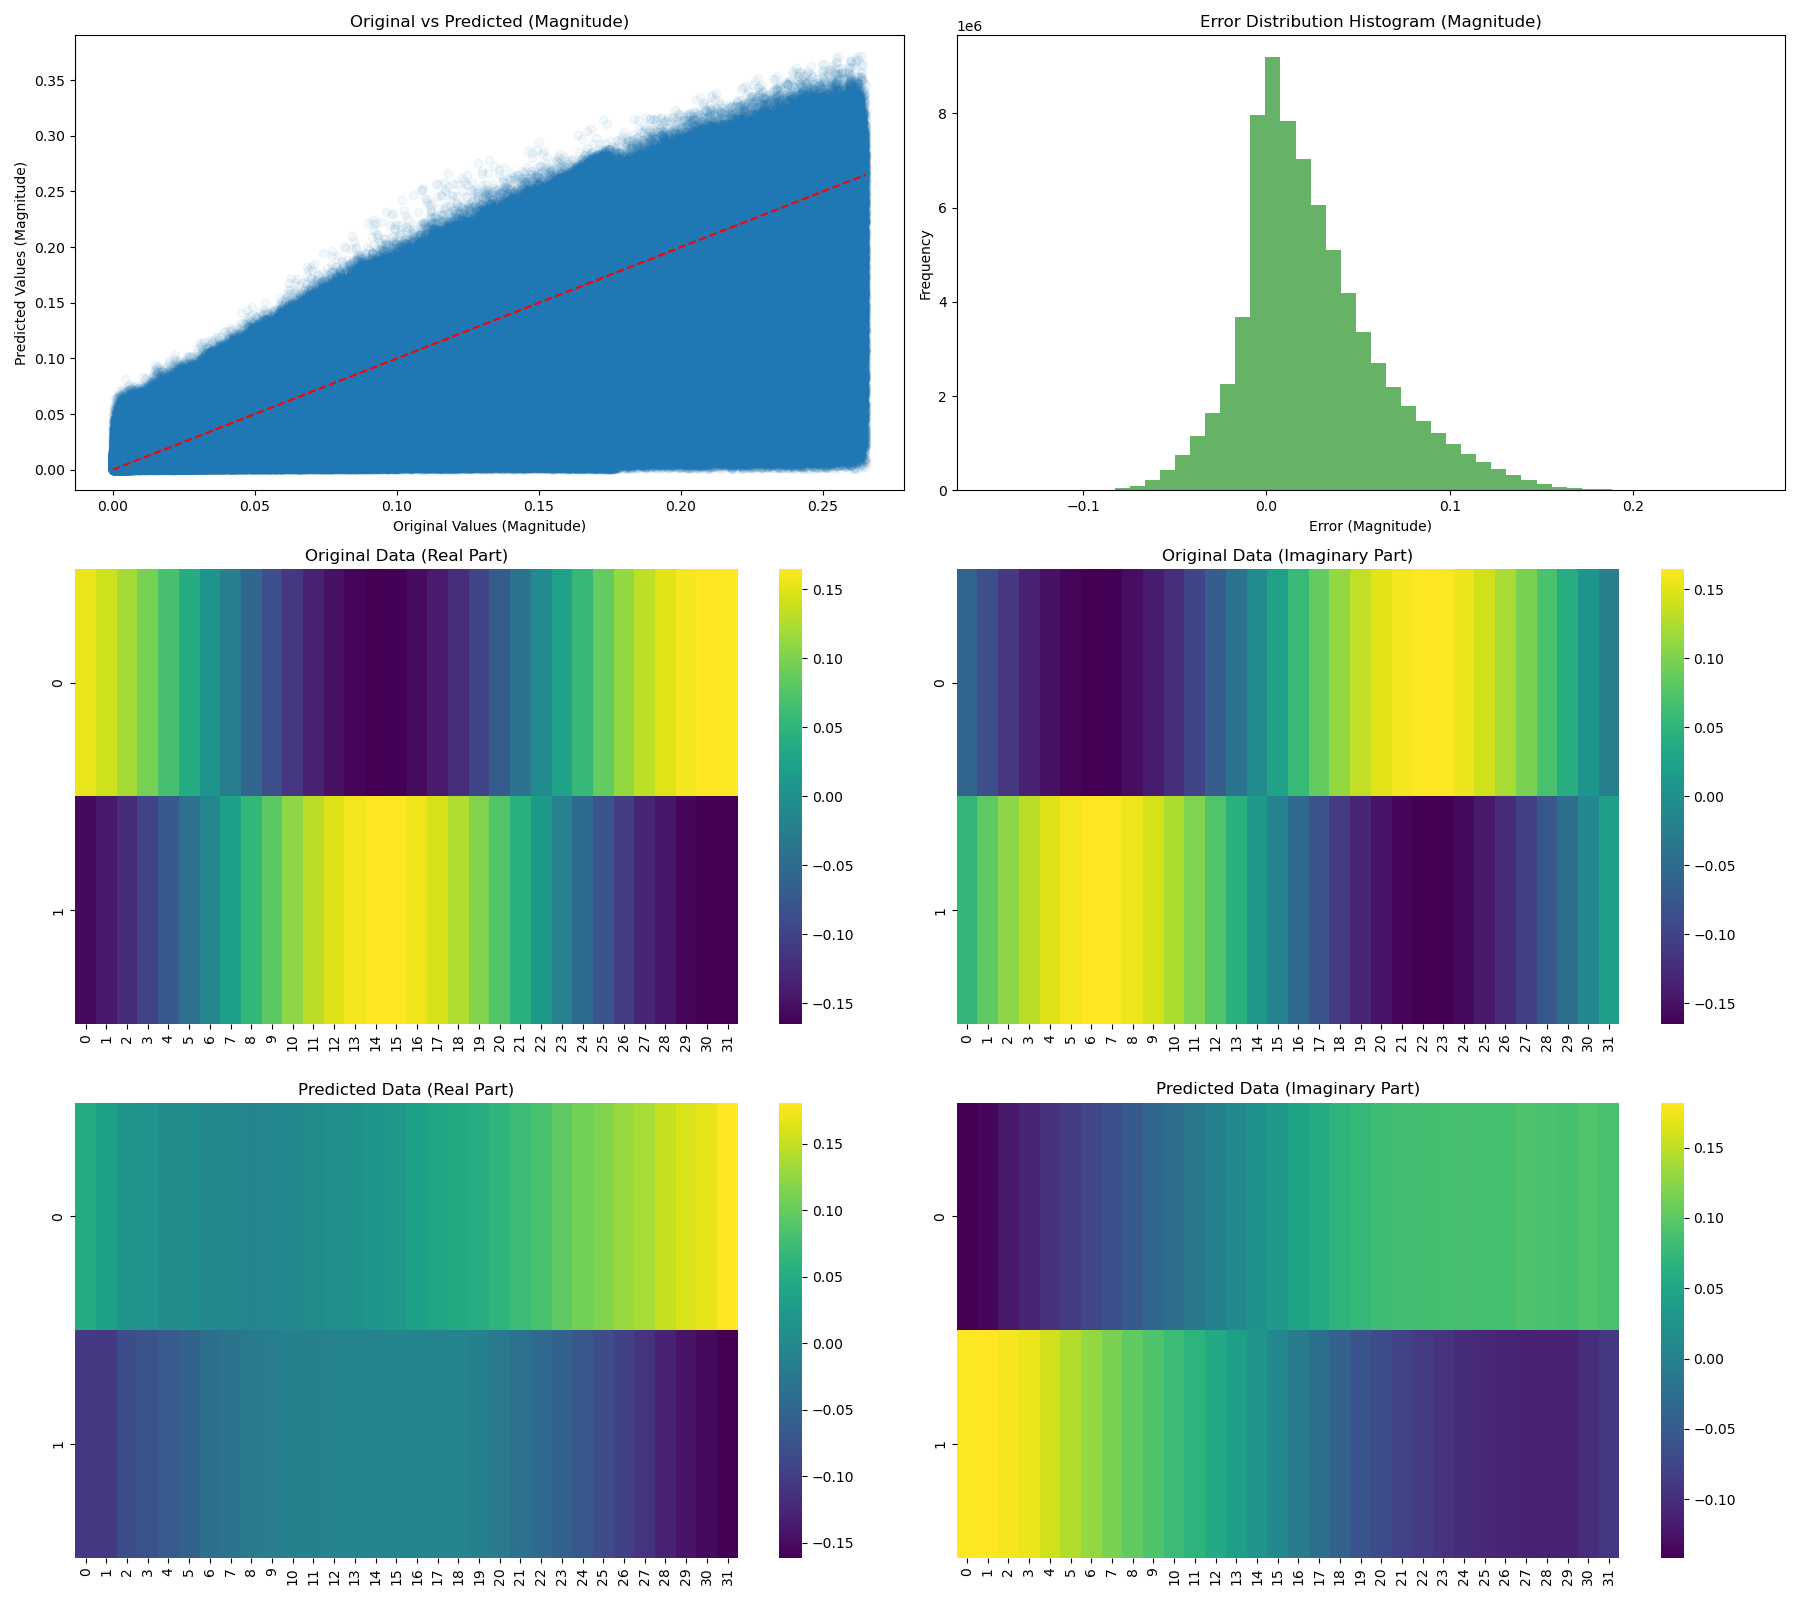 Original vs Predicted (Magnitude)
Predicted Values (Magnitude)
0.35
0.30
0.25
0.20
0.15
0.10
0.05
0.00
0.00 0.05 0.10 0.15 0.20 0.25
Original Values (Magnitude)
Error Distribution Histogram (Magnitude)
1e6
Frequency
8
6
4
2
0
−0.1 0.0 0.1 0.2
Error (Magnitude)
Original Data (Real Part)
0
1
0 1 2 3 4 5 6 7 8 9 10 11 12 13 14 15 16 17 18 19 20 21 22 23 24 25 26 27 28 29 30 31
0.15
0.10
0.05
0.00
−0.05
−0.10
−0.15
Original Data (Imaginary Part)
0
1
0 1 2 3 4 5 6 7 8 9 10 11 12 13 14 15 16 17 18 19 20 21 22 23 24 25 26 27 28 29 30 31
0.15
0.10
0.05
0.00
−0.05
−0.10
−0.15
Predicted Data (Real Part)
0
1
0 1 2 3 4 5 6 7 8 9 10 11 12 13 14 15 16 17 18 19 20 21 22 23 24 25 26 27 28 29 30 31
0.15
0.10
0.05
0.00
−0.05
−0.10
−0.15
Predicted Data (Imaginary Part)
0
1
0 1 2 3 4 5 6 7 8 9 10 11 12 13 14 15 16 17 18 19 20 21 22 23 24 25 26 27 28 29 30 31
0.15
0.10
0.05
0.00
−0.05
−0.10